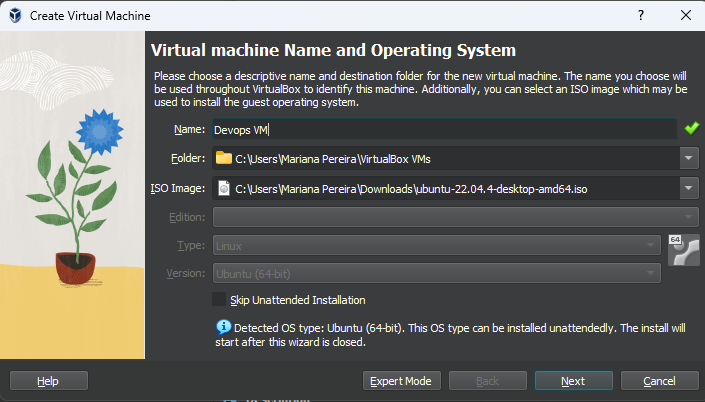 Create Virtual Machine
?
Virtual machine Name and Operating System
Please choose a descriptive name and destination folder for the new virtual machine. The name you choose will
be used throughout VirtualBox to identify this machine. Additionally, you can select an ISO image which may be
used to install the guest operating system.
Name: Devops VM
Folder: C:\Users\Mariana Pereira\VirtualBox VMs
ISO Image: C:\Users\Mariana Pereira\Downloads\ubuntu-22.04.4-desktop-amd64.iso
Edition:
Type: Linux
64
Version: Ubuntu (64-bit)
Skip Unattended Installation
Detected OS type: Ubuntu (64-bit). This OS type can be installed unattendedly. The install will
start after this wizard is closed.
Help Expert Mode Back Next Cancel